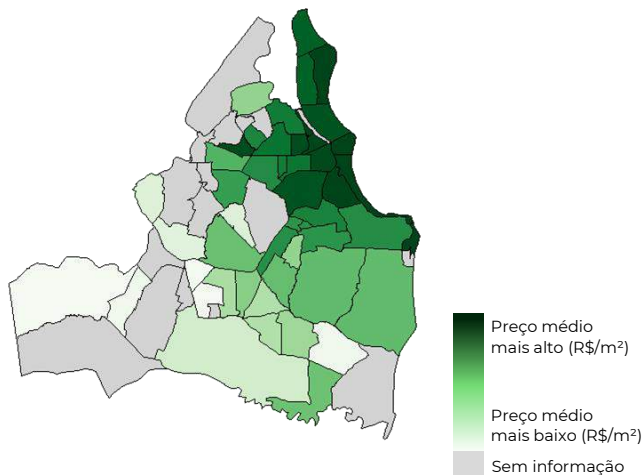 Preço médio
mais alto (R$/m²)
Preço médio
mais baixo (R$/m²)
Sem informação